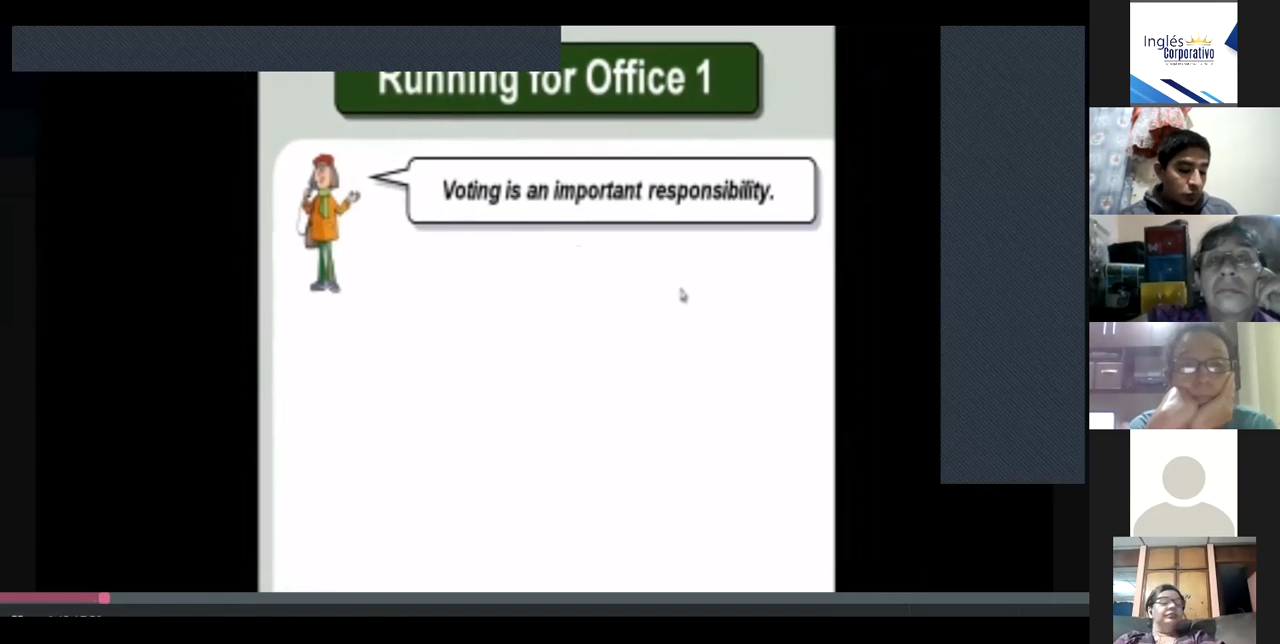 Running for Office 1
Voting is an important responsibility.
Inglés
Corporativo